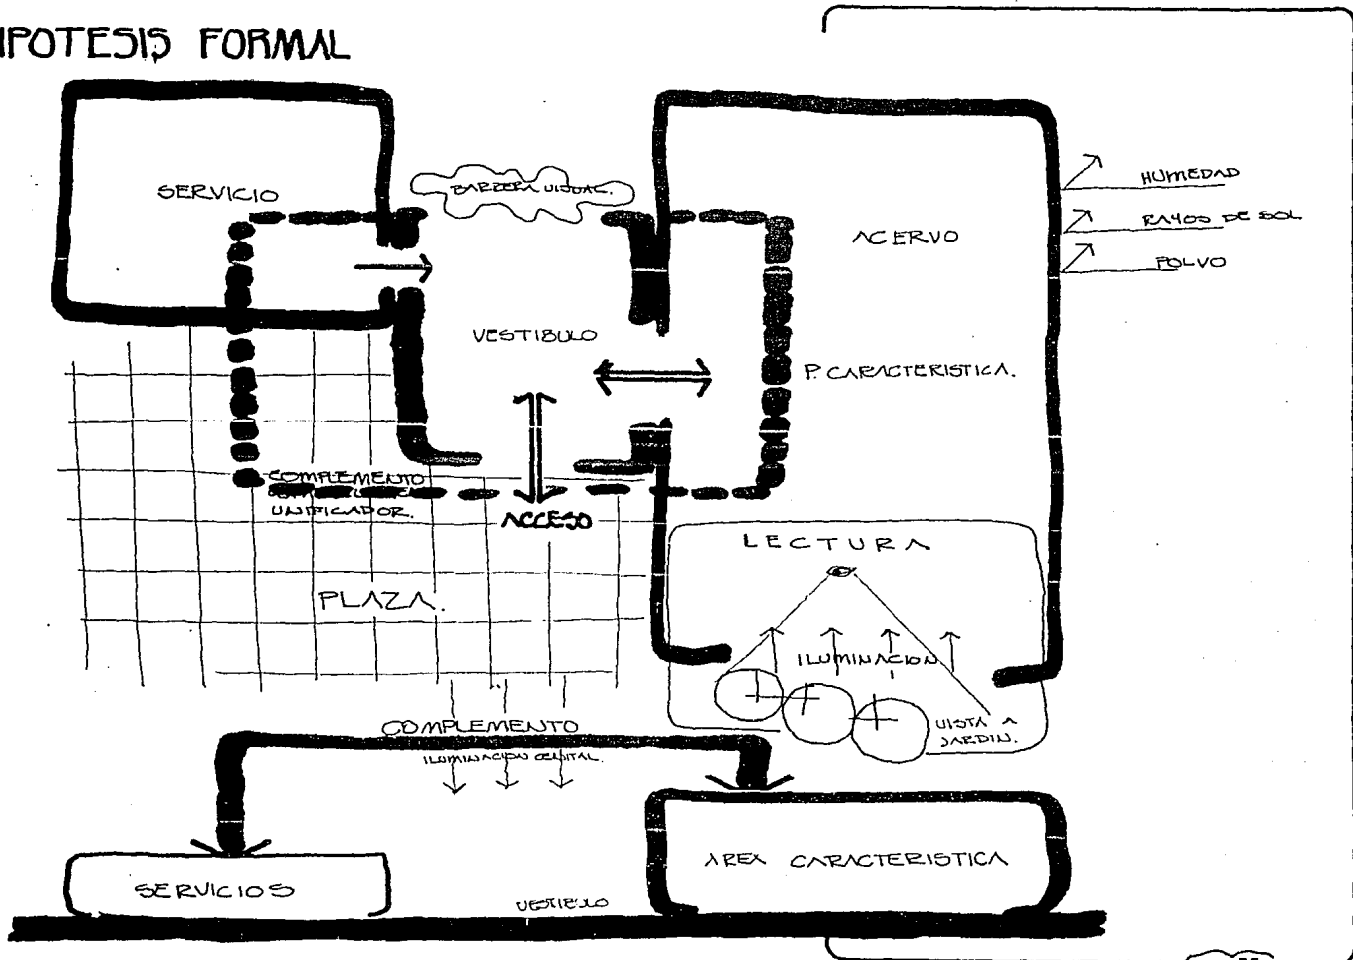 IPOTESIS FORMAL
SERVICIO
BARRERA VISUAL.
HUMEDAD
RAYOS DE SOL
POLVO
ACERVO
VESTIBULO
P. CARACTERISTICA.
COMPLEMENTO
UNIFICADOR.
ACCESO
LECTURA
PLAZA.
ILUMINACION
VISTA A
JARDIN.
COMPLEMENTO
ILUMINACION CENITAL.
SERVICIOS
AREA CARACTERISTICA
VESTIBULO